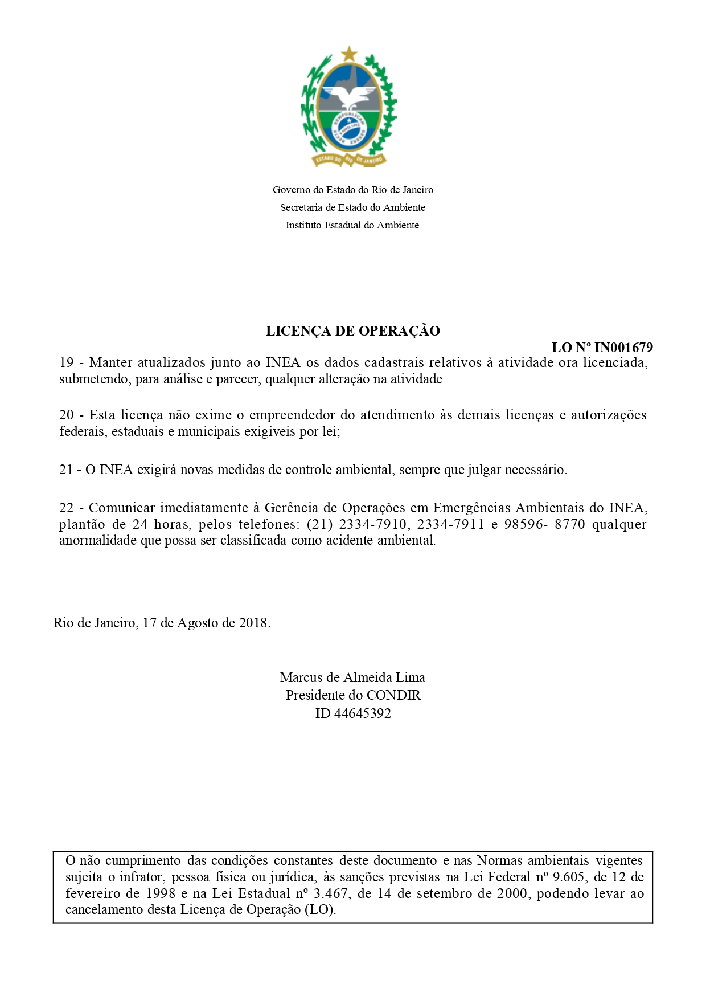 RECTE REMPUBLICAM GERERE
9 ABRIL 1892
ESTADO DO RIO DE JANEIRO
Governo do Estado do Rio de Janeiro
Secretaria de Estado do Ambiente
Instituto Estadual do Ambiente
LICENÇA DE OPERAÇÃO
LO Nº IN001679
19 - Manter atualizados junto ao INEA os dados cadastrais relativos à atividade ora licenciada,
submetendo, para análise e parecer, qualquer alteração na atividade
20 - Esta licença não exime o empreendedor do atendimento às demais licenças e autorizações
federais, estaduais e municipais exigíveis por lei;
21 - O INEA exigirá novas medidas de controle ambiental, sempre que julgar necessário.
22 - Comunicar imediatamente à Gerência de Operações em Emergências Ambientais do INEA,
plantão de 24 horas, pelos telefones: (21) 2334-7910, 2334-7911 e 98596- 8770 qualquer
anormalidade que possa ser classificada como acidente ambiental.
Rio de Janeiro, 17 de Agosto de 2018.
Marcus de Almeida Lima
Presidente do CONDIR
ID 44645392
O não cumprimento das condições constantes deste documento e nas Normas ambientais vigentes
sujeita o infrator, pessoa física ou jurídica, às sanções previstas na Lei Federal nº 9.605, de 12 de
fevereiro de 1998 e na Lei Estadual nº 3.467, de 14 de setembro de 2000, podendo levar ao
cancelamento desta Licença de Operação (LO).